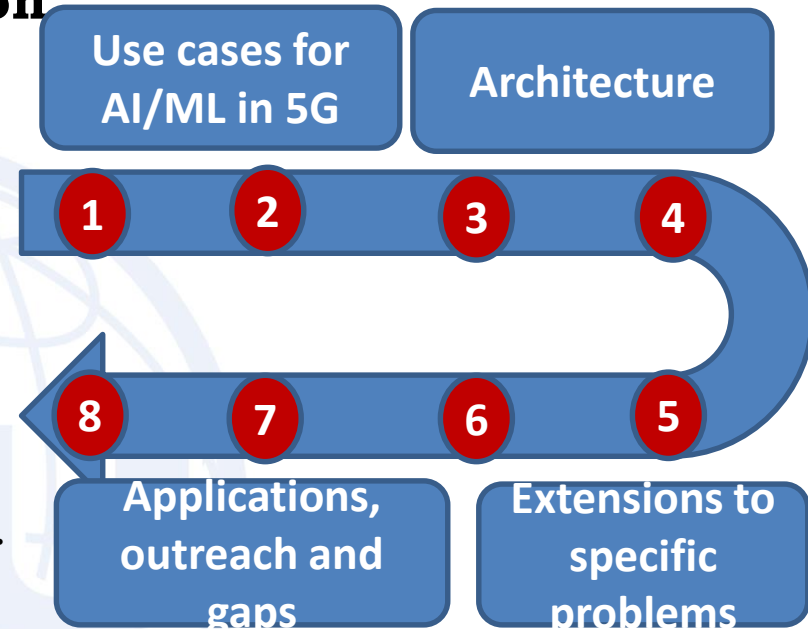 on
Use cases for
AI/ML in 5G
Architecture
1 2 3 4
8 7 6 5
Applications,
outreach and
gaps
Extensions to
specific
problems
.